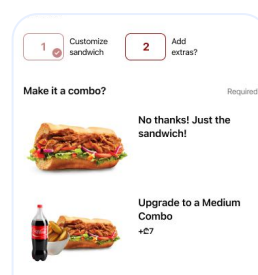 1
Customize
sandwich
2
Add
extras?
Make it a combo?
Required
No thanks! Just the
sandwich!
Upgrade to a Medium
Combo
+₾7